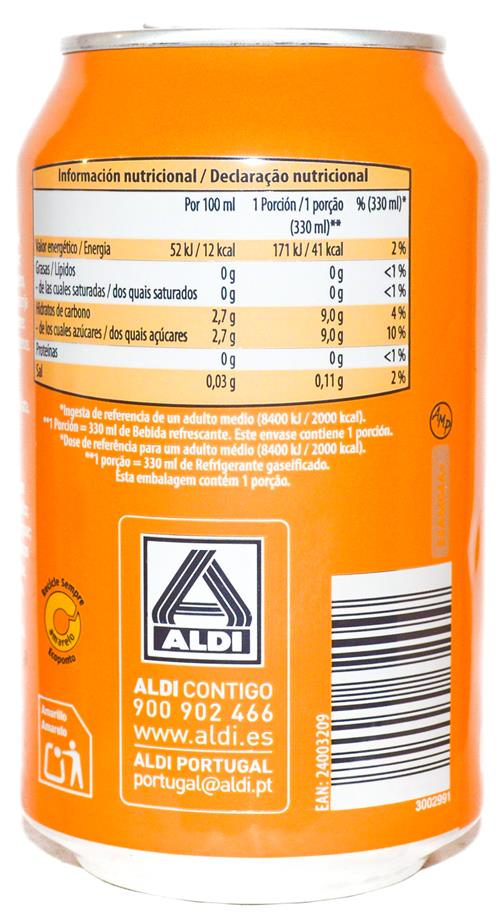 Información nutricional / Declaração nutricional
Por 100 ml 1 Porción / 1 porção % (330 ml)*
(330 ml)**
Valor energético / Energia 52 kJ / 12 kcal 171 kJ / 41 kcal 2%
Grasas / Lípidos 0 g 0 g <1%
- de las cuales saturadas / dos quais saturados 0 g 0 g <1%
Hidratos de carbono 2,7 g 9,0 g 4%
- de los cuales azúcares / dos quais açúcares 2,7 g 9,0 g 10%
Proteínas 0 g 0 g <1%
Sal 0,03 g 0,11 g 2%
*Ingesta de referencia de un adulto medio (8400 kJ / 2000 kcal).
**1 Porción = 330 ml de Bebida refrescante. Este envase contiene 1 porción.
*Dose de referência para um adulto médio (8400 kJ / 2000 kcal).
**1 porção = 330 ml de Refrigerante gaseificado.
Esta embalagem contém 1 porção.
Recicle Sempre
amarelo
Ecoponto
Amarillo
Amarelo
ALDI
ALDI CONTIGO
900 902 466
www.aldi.es
ALDI PORTUGAL
portugal@aldi.pt
EAN: 24003209
3002991